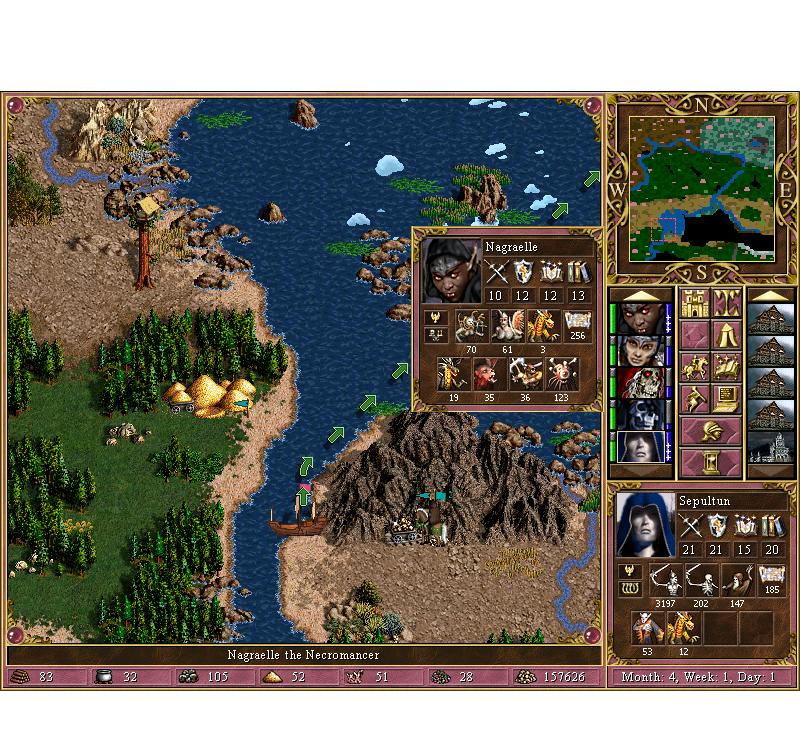 N
W
E
S
Nagraelle
10 12 12 13
256
70 61 3
19 35 36 123
Sepultun
21 21 15 20
185
3197 202 147
53 12
Nagraelle the Necromancer
83 32 105 52 51 28 157626
Month: 4, Week: 1, Day: 1